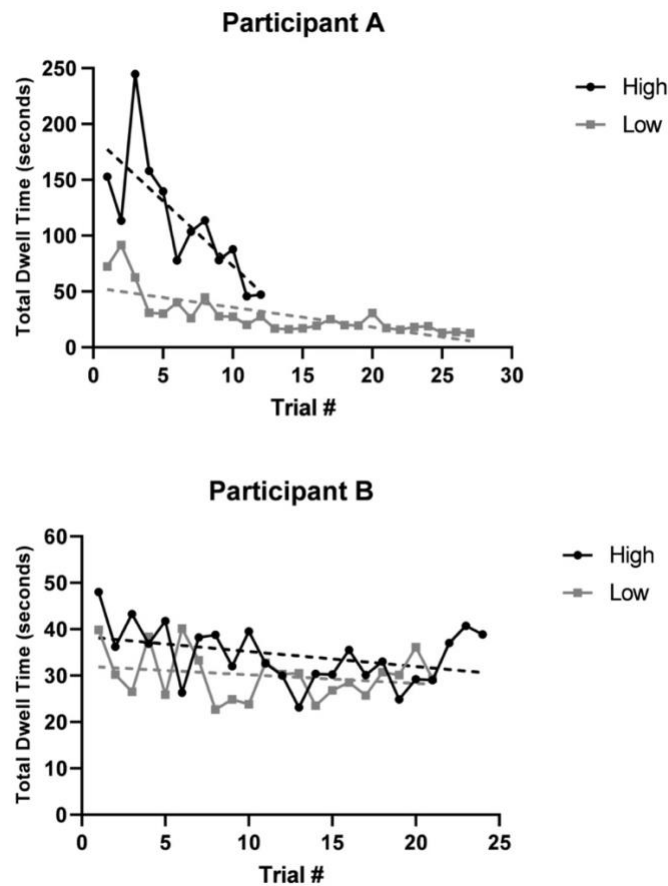 Participant A
Total Dwell Time (seconds)
250
200
150
100
50
0
0 5 10 15 20 25 30
Trial #
High
Low
Participant B
Total Dwell Time (seconds)
60
50
40
30
20
10
0
0 5 10 15 20 25
Trial #
High
Low